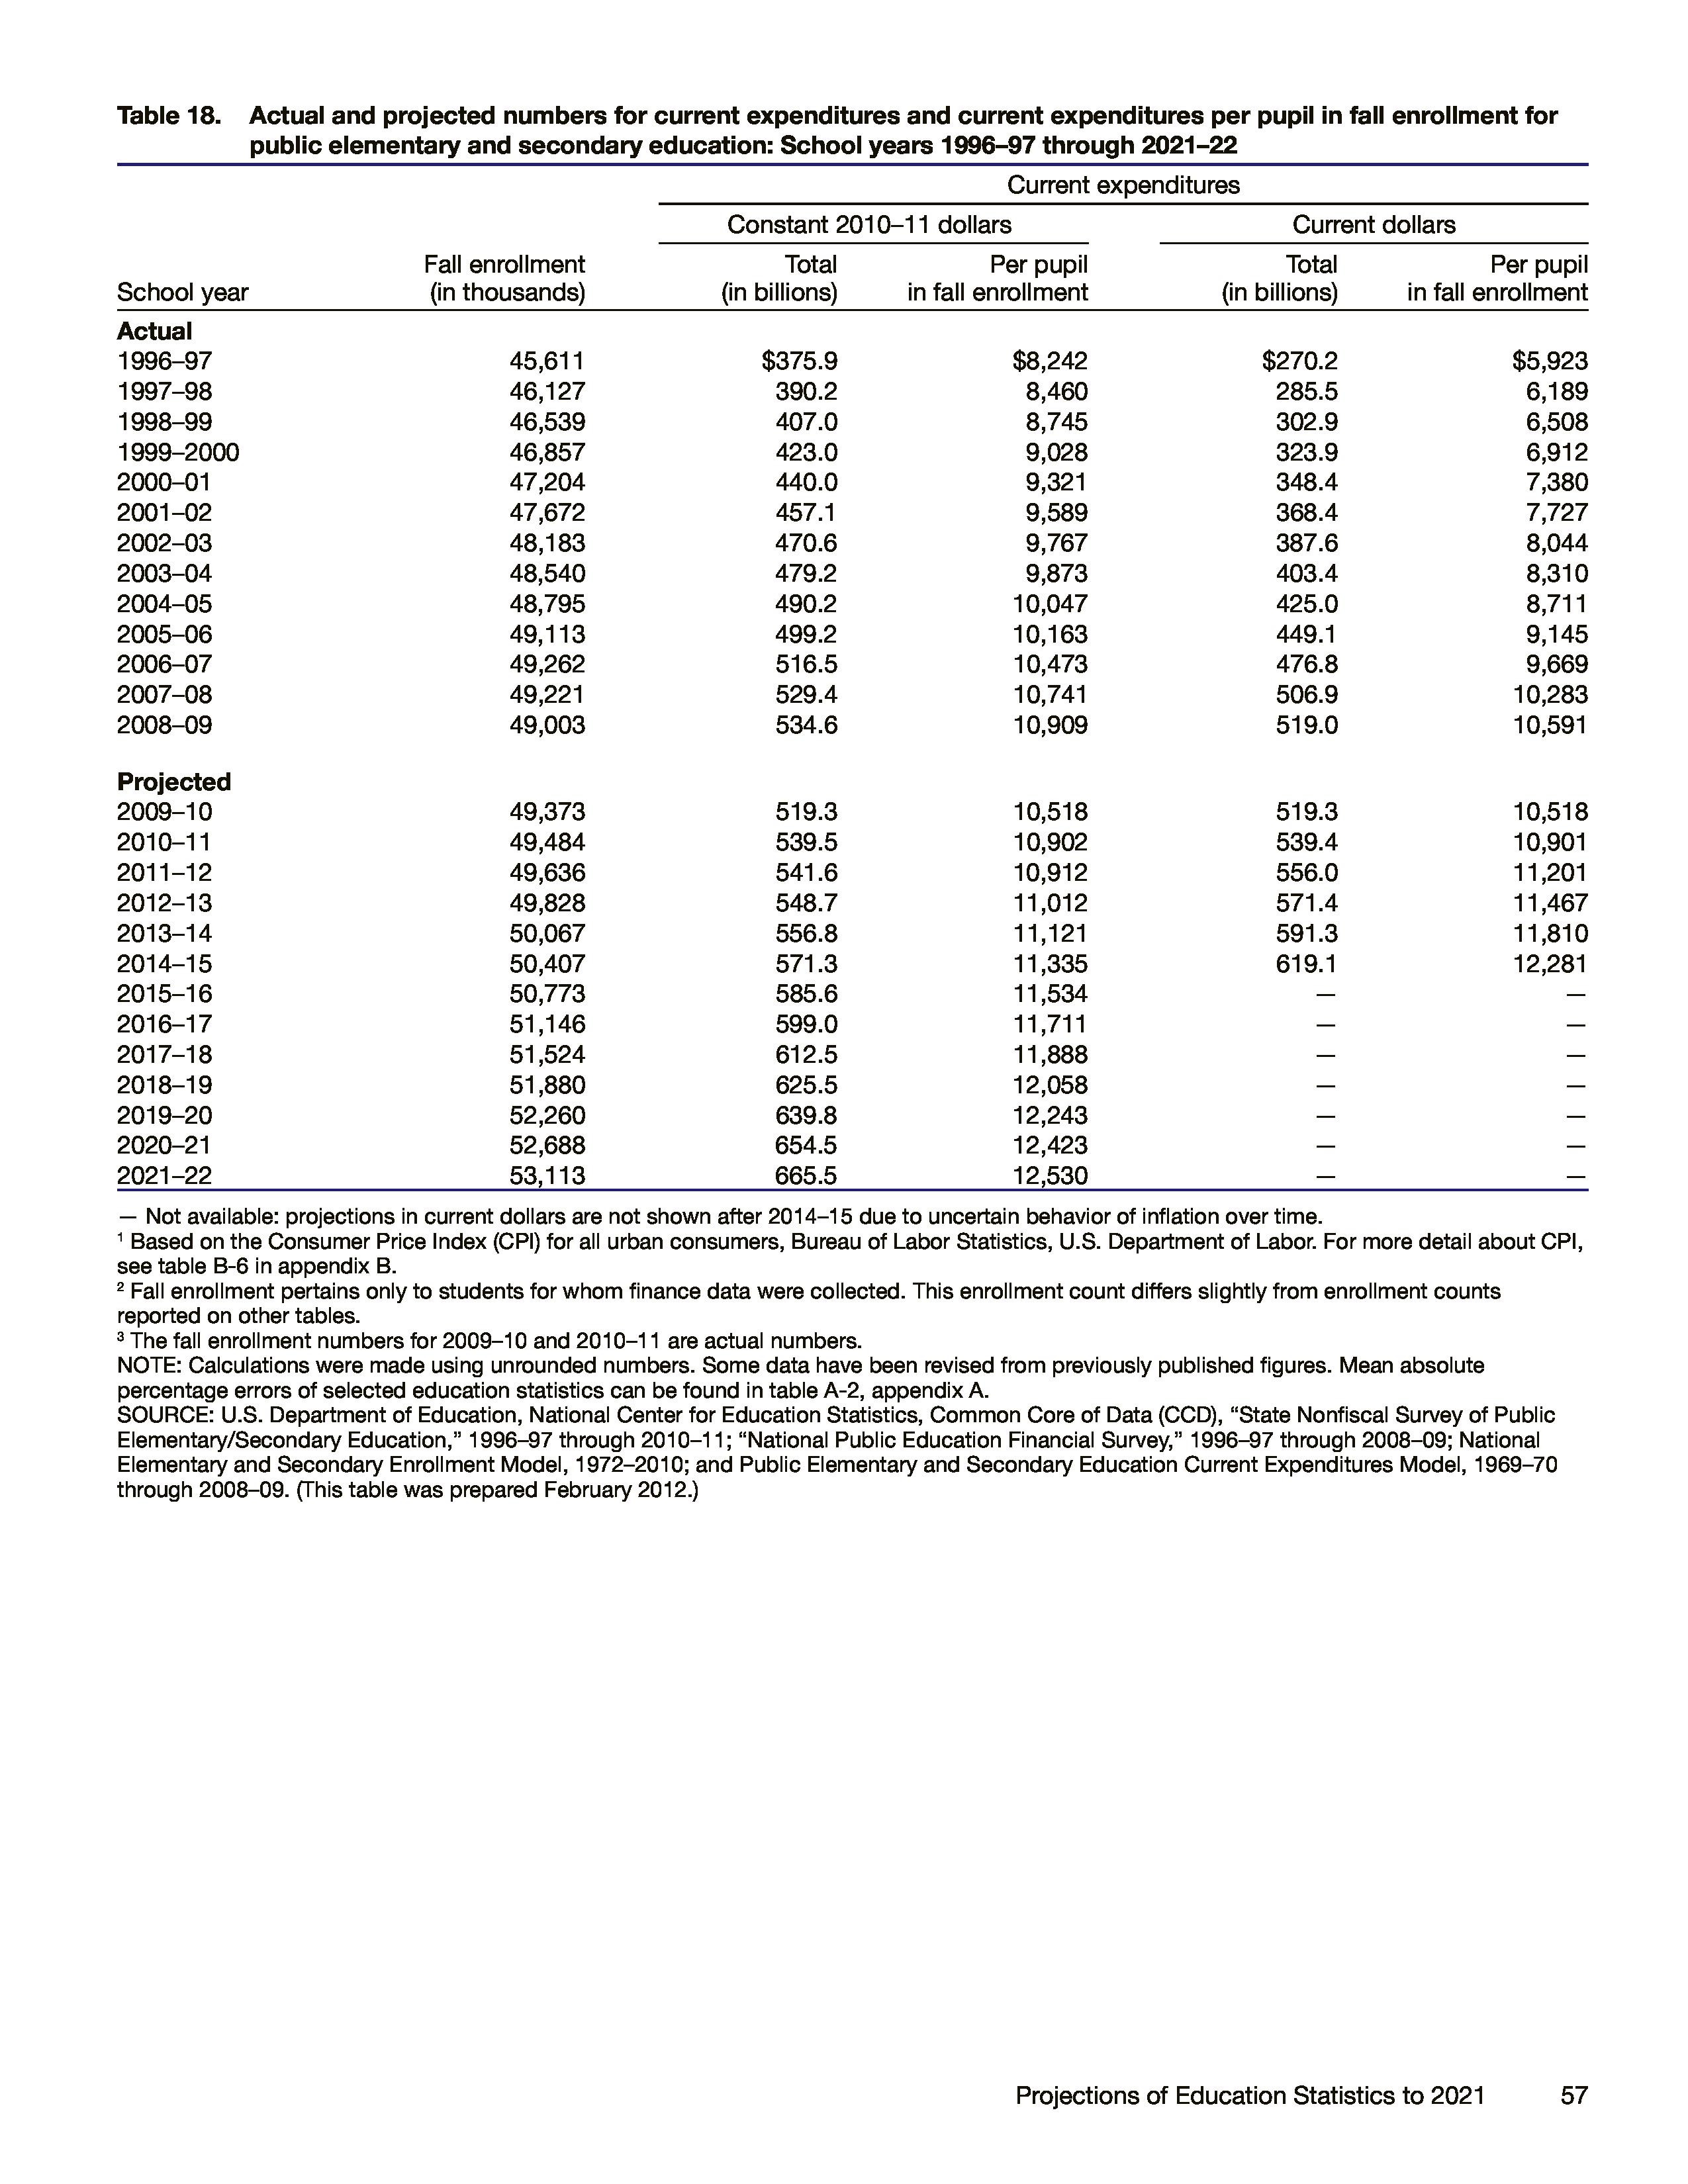 Table 18. Actual and projected numbers for current expenditures and current expenditures per pupil in fall enrollment for
public elementary and secondary education: School years 1996–97 through 2021–22
Current expenditures
Constant 2010–11 dollars Current dollars
Fall enrollment Total Per pupil Total Per pupil
School year (in thousands) (in billions) in fall enrollment (in billions) in fall enrollment
Actual
1996–97 45,611 $375.9 $8,242 $270.2 $5,923
1997–98 46,127 390.2 8,460 285.5 6,189
1998–99 46,539 407.0 8,745 302.9 6,508
1999–2000 46,857 423.0 9,028 323.9 6,912
2000–01 47,204 440.0 9,321 348.4 7,380
2001–02 47,672 457.1 9,589 368.4 7,727
2002–03 48,183 470.6 9,767 387.6 8,044
2003–04 48,540 479.2 9,873 403.4 8,310
2004–05 48,795 490.2 10,047 425.0 8,711
2005–06 49,113 499.2 10,163 449.1 9,145
2006–07 49,262 516.5 10,473 476.8 9,669
2007–08 49,221 529.4 10,741 506.9 10,283
2008–09 49,003 534.6 10,909 519.0 10,591
Projected
2009–10 49,373 519.3 10,518 519.3 10,518
2010–11 49,484 539.5 10,902 539.4 10,901
2011–12 49,636 541.6 10,912 556.0 11,201
2012–13 49,828 548.7 11,012 571.4 11,467
2013–14 50,067 556.8 11,121 591.3 11,810
2014–15 50,407 571.3 11,335 619.1 12,281
2015–16 50,773 585.6 11,534 — —
2016–17 51,146 599.0 11,711 — —
2017–18 51,524 612.5 11,888 — —
2018–19 51,880 625.5 12,058 — —
2019–20 52,260 639.8 12,243 — —
2020–21 52,688 654.5 12,423 — —
2021–22 53,113 665.5 12,530 — —
— Not available: projections in current dollars are not shown after 2014–15 due to uncertain behavior of inflation over time.
¹ Based on the Consumer Price Index (CPI) for all urban consumers, Bureau of Labor Statistics, U.S. Department of Labor. For more detail about CPI,
see table B-6 in appendix B.
² Fall enrollment pertains only to students for whom finance data were collected. This enrollment count differs slightly from enrollment counts
reported on other tables.
³ The fall enrollment numbers for 2009–10 and 2010–11 are actual numbers.
NOTE: Calculations were made using unrounded numbers. Some data have been revised from previously published figures. Mean absolute
percentage errors of selected education statistics can be found in table A-2, appendix A.
SOURCE: U.S. Department of Education, National Center for Education Statistics, Common Core of Data (CCD), “State Nonfiscal Survey of Public
Elementary/Secondary Education,” 1996–97 through 2010–11; “National Public Education Financial Survey,” 1996–97 through 2008–09; National
Elementary and Secondary Enrollment Model, 1972–2010; and Public Elementary and Secondary Education Current Expenditures Model, 1969–70
through 2008–09. (This table was prepared February 2012.)
Projections of Education Statistics to 2021 57